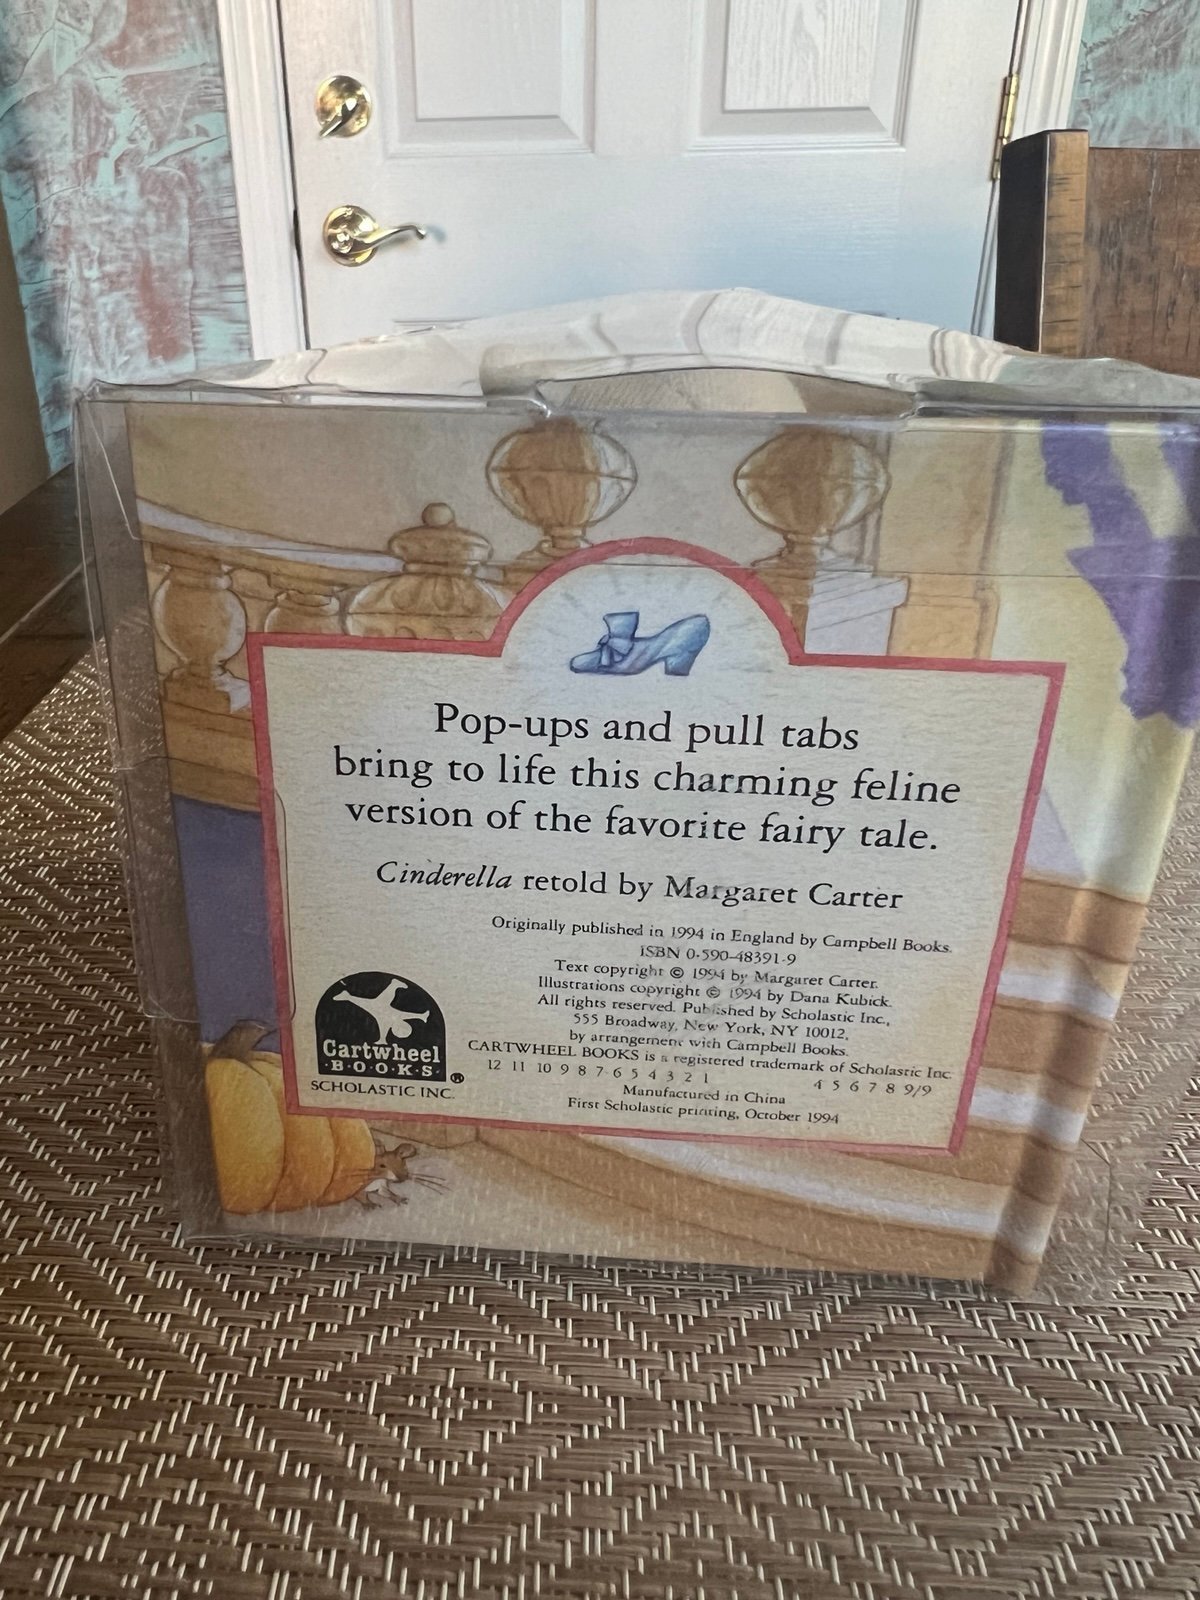 Pop-ups and pull tabs
bring to life this charming feline
version of the favorite fairy tale.
Cinderella retold by Margaret Carter
Originally published in 1994 in England by Campbell Books.
ISBN 0-590-48391-9
Text copyright © 1994 by Margaret Carter.
Illustrations copyright © 1994 by Dana Kubick.
All rights reserved. Published by Scholastic Inc.,
555 Broadway, New York, NY 10012,
by arrangement with Campbell Books.
CARTWHEEL BOOKS is a registered trademark of Scholastic Inc.
12 11 10 9 8 7 6 5 4 3 2 1 4 5 6 7 8 9/9
Manufactured in China
First Scholastic printing, October 1994
Cartwheel
·B·O·O·K·S·®
SCHOLASTIC INC.